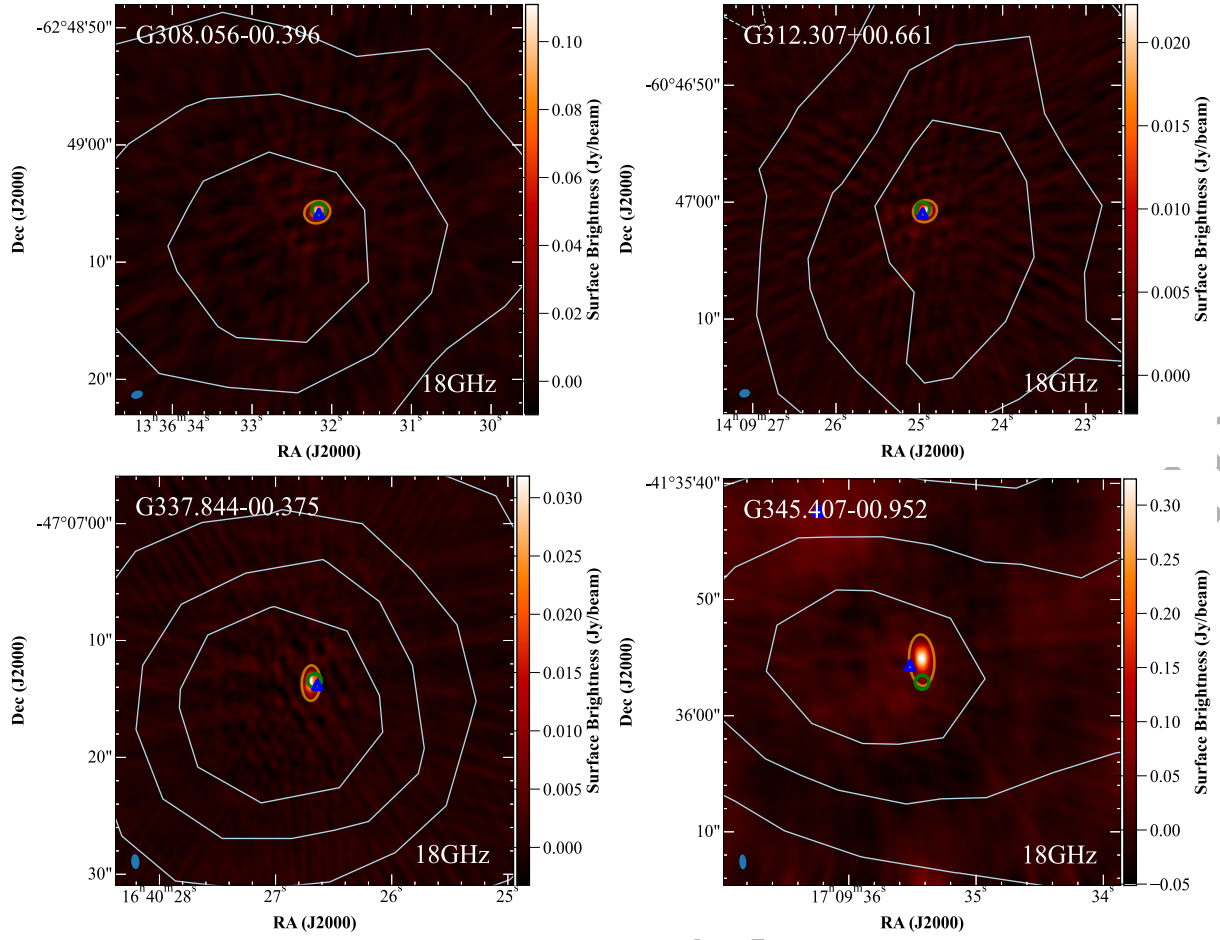 G308.056-00.396
-62°48'50"
49'00"
10"
20"
Dec (J2000)
18GHz
13ʰ36ᵐ34ˢ
33ˢ
32ˢ
31ˢ
30ˢ
RA (J2000)
0.10
0.08
0.06
0.04
0.02
0.00
Surface Brightness (Jy/beam)
G312.307+00.661
-60°46'50"
47'00"
10"
Dec (J2000)
18GHz
14ʰ09ᵐ27ˢ
26ˢ
25ˢ
24ˢ
23ˢ
RA (J2000)
0.020
0.015
0.010
0.005
0.000
Surface Brightness (Jy/beam)
G337.844-00.375
-47°07'00"
10"
20"
30"
Dec (J2000)
18GHz
16ʰ40ᵐ28ˢ
27ˢ
26ˢ
25ˢ
RA (J2000)
0.030
0.025
0.020
0.015
0.010
0.005
0.000
Surface Brightness (Jy/beam)
G345.407-00.952
-41°35'40"
50"
36'00"
10"
Dec (J2000)
18GHz
17ʰ09ᵐ36ˢ
35ˢ
34ˢ
RA (J2000)
0.30
0.25
0.20
0.15
0.10
0.05
0.00
−0.05
Surface Brightness (Jy/beam)